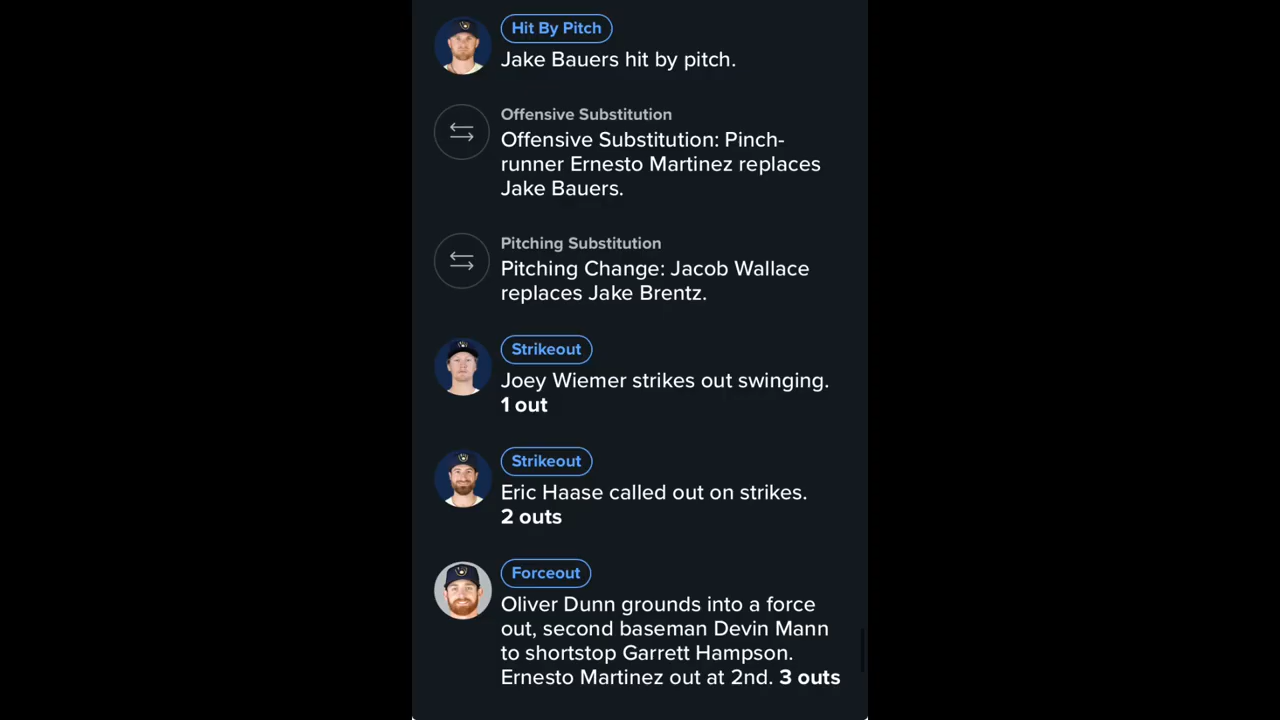 Hit By Pitch
Jake Bauers hit by pitch.
Offensive Substitution
Offensive Substitution: Pinch-
runner Ernesto Martinez replaces
Jake Bauers.
Pitching Substitution
Pitching Change: Jacob Wallace
replaces Jake Brentz.
Strikeout
Joey Wiemer strikes out swinging.
1 out
Strikeout
Eric Haase called out on strikes.
2 outs
Forceout
Oliver Dunn grounds into a force
out, second baseman Devin Mann
to shortstop Garrett Hampson.
Ernesto Martinez out at 2nd. 3 outs